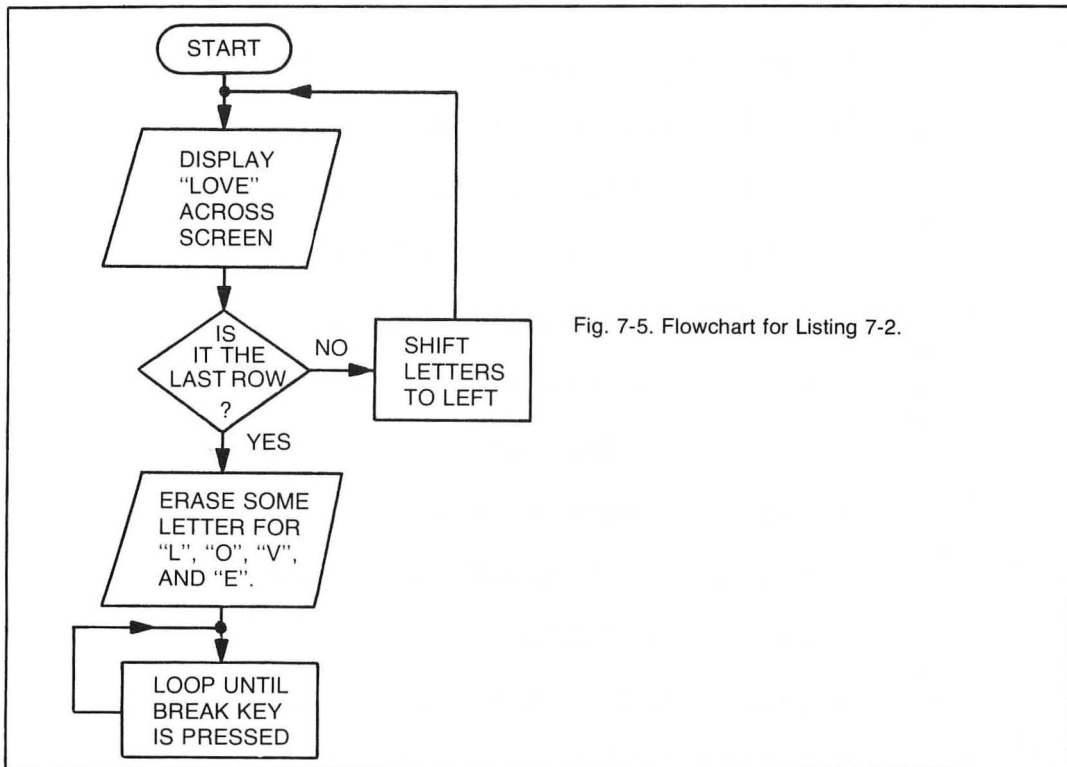 START
DISPLAY
“LOVE”
ACROSS
SCREEN
IS
IT THE
LAST ROW
?
NO
SHIFT
LETTERS
TO LEFT
YES
ERASE SOME
LETTER FOR
“L”, “O”, “V”,
AND “E”.
LOOP UNTIL
BREAK KEY
IS PRESSED
Fig. 7-5. Flowchart for Listing 7-2.